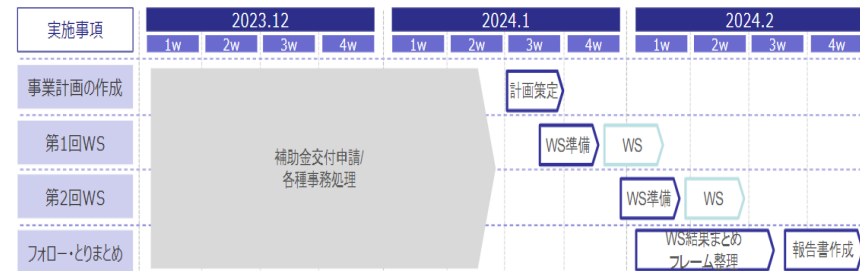 実施事項
2023.12
2024.1
2024.2
1w 2w 3w 4w 1w 2w 3w 4w 1w 2w 3w 4w
事業計画の作成
計画策定
第1回WS
WS準備
WS
補助金交付申請/
各種事務処理
第2回WS
WS準備
WS
フォロー・とりまとめ
WS結果まとめ
フレーム整理
報告書作成